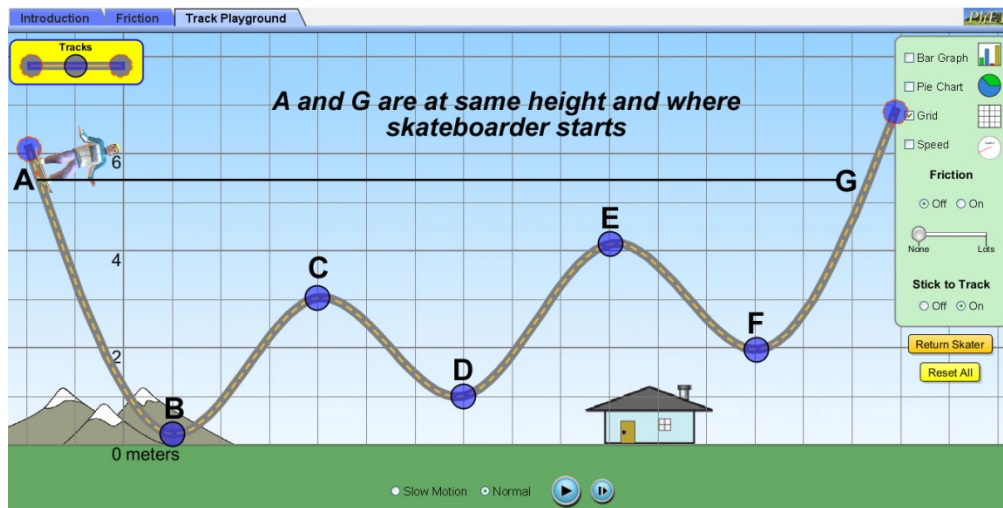 Introduction
Friction
Track Playground
PhET
Tracks
A and G are at same height and where
skateboarder starts
Bar Graph
Pie Chart
Grid
Speed
Friction
Off On
None Lots
Stick to Track
Off On
Return Skater
Reset All
A
G
6
E
4
C
F
2
D
B
0 meters
Slow Motion Normal